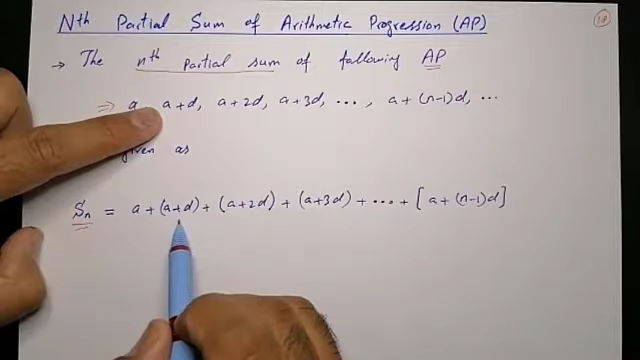 Nth Partial Sum of Arithmetic Progression (AP)
18
→ The nth partial sum of following AP
⇒ a, a+d, a+2d, a+3d, ..., a+(n-1)d, ...
given as
Sn = a+(a+d)+(a+2d)+(a+3d)+...+[a+(n-1)d]